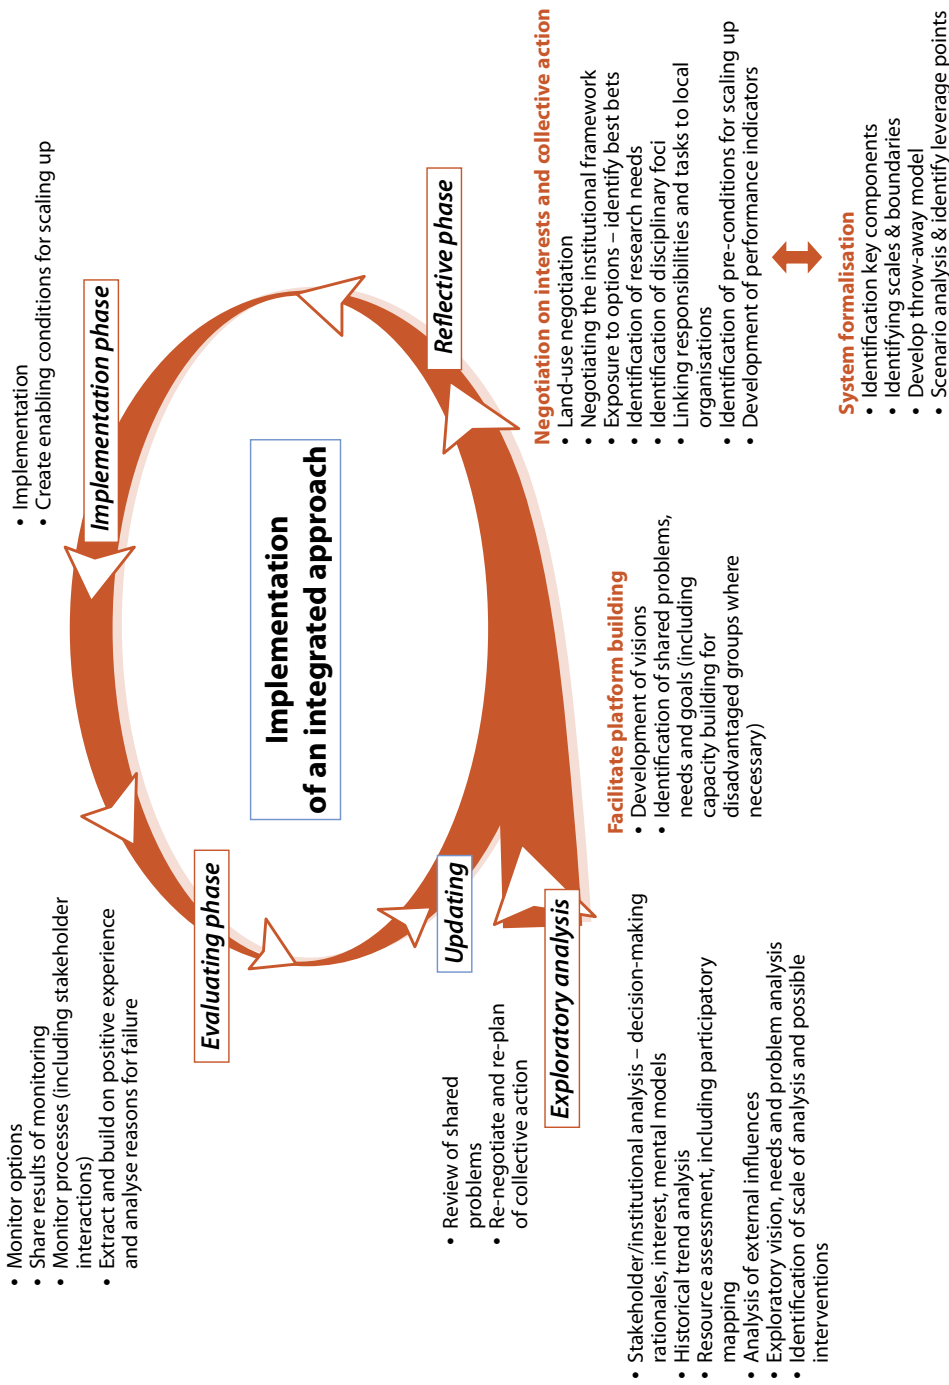 • Implementation
• Create enabling conditions for scaling up
Implementation phase
• Monitor options
• Share results of monitoring
• Monitor processes (including stakeholder
interactions)
• Extract and build on positive experience
and analyse reasons for failure
Evaluating phase
Implementation
of an integrated approach
Reflective phase
Updating
• Review of shared
problems
• Re-negotiate and re-plan
of collective action
Exploratory analysis
• Stakeholder/institutional analysis – decision-making
rationales, interest, mental models
• Historical trend analysis
• Resource assessment, including participatory
mapping
• Analysis of external influences
• Exploratory vision, needs and problem analysis
• Identification of scale of analysis and possible
interventions
Facilitate platform building
• Development of visions
• Identification of shared problems,
needs and goals (including
capacity building for
disadvantaged groups where
necessary)
Negotiation on interests and collective action
• Land-use negotiation
• Negotiating the institutional framework
• Exposure to options – identify best bets
• Identification of research needs
• Identification of disciplinary foci
• Linking responsibilities and tasks to local
organisations
• Identification of pre-conditions for scaling up
• Development of performance indicators
System formalisation
• Identification key components
• Identifying scales & boundaries
• Develop throw-away model
• Scenario analysis & identify leverage points